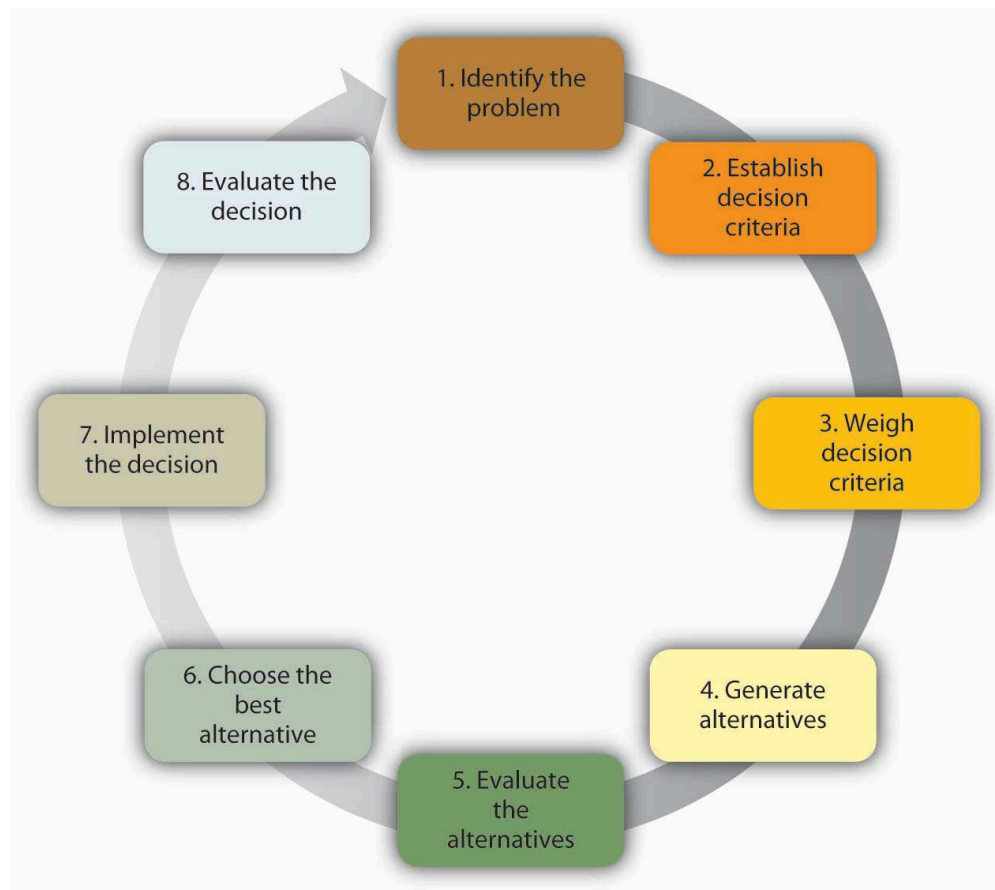 1. Identify the
problem
2. Establish
decision
criteria
3. Weigh
decision
criteria
4. Generate
alternatives
5. Evaluate
the
alternatives
6. Choose the
best
alternative
7. Implement
the decision
8. Evaluate the
decision